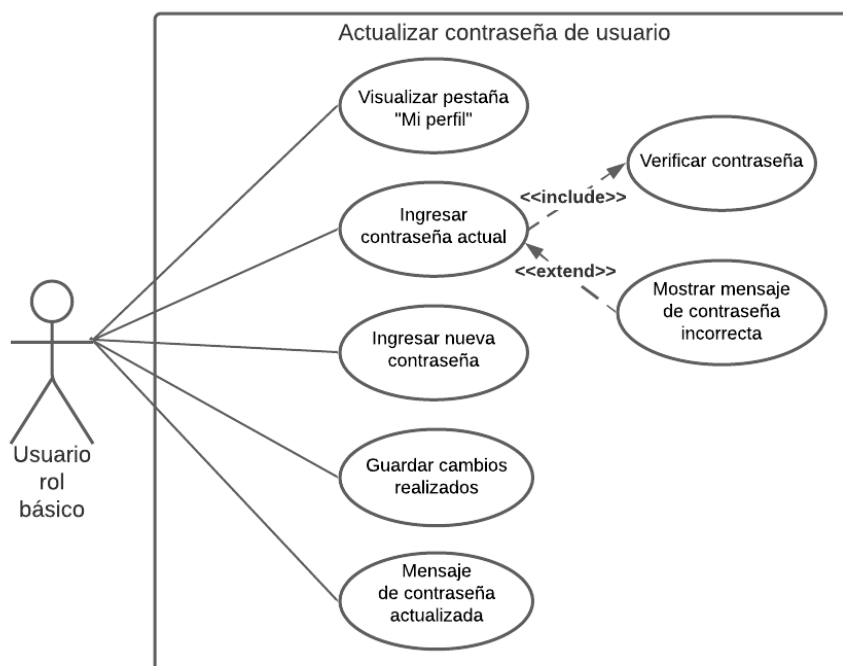 Actualizar contraseña de usuario
Visualizar pestaña
"Mi perfil"
Verificar contraseña
<<include>>
Ingresar
contraseña actual
<<extend>>
Mostrar mensaje
de contraseña
incorrecta
Ingresar nueva
contraseña
Usuario
rol
básico
Guardar cambios
realizados
Mensaje
de contraseña
actualizada